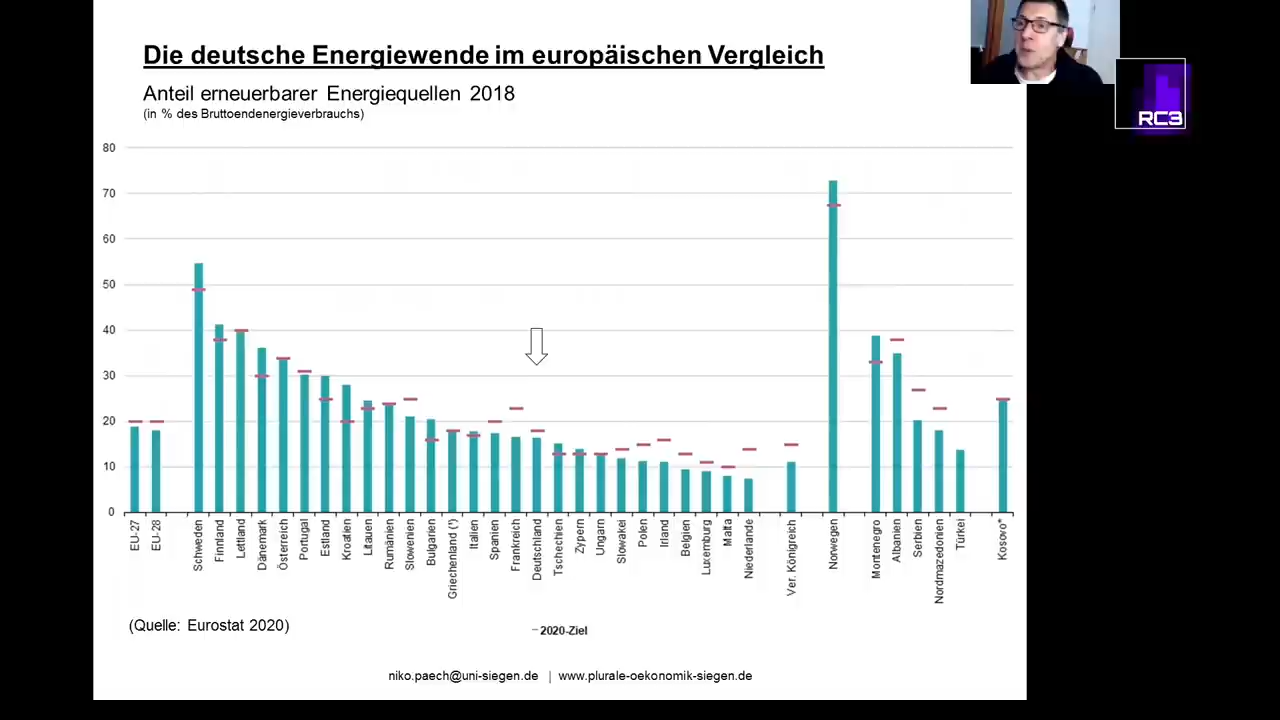 Die deutsche Energiewende im europäischen Vergleich
Anteil erneuerbarer Energiequellen 2018
(in % des Bruttoendenergieverbrauchs)
RC3
80
70
60
50
40
30
20
10
0
EU-27
EU-28
Schweden
Finnland
Lettland
Dänemark
Österreich
Portugal
Estland
Kroatien
Litauen
Rumänien
Slowenien
Bulgarien
Griechenland (*)
Italien
Spanien
Frankreich
Deutschland
Tschechien
Zypern
Ungarn
Slowakei
Polen
Irland
Belgien
Luxemburg
Malta
Niederlande
Ver. Königreich
Norwegen
Montenegro
Albanien
Serbien
Nordmazedonien
Türkei
Kosovo*
(Quelle: Eurostat 2020)
2020-Ziel
niko.paech@uni-siegen.de | www.plurale-oekonomik-siegen.de